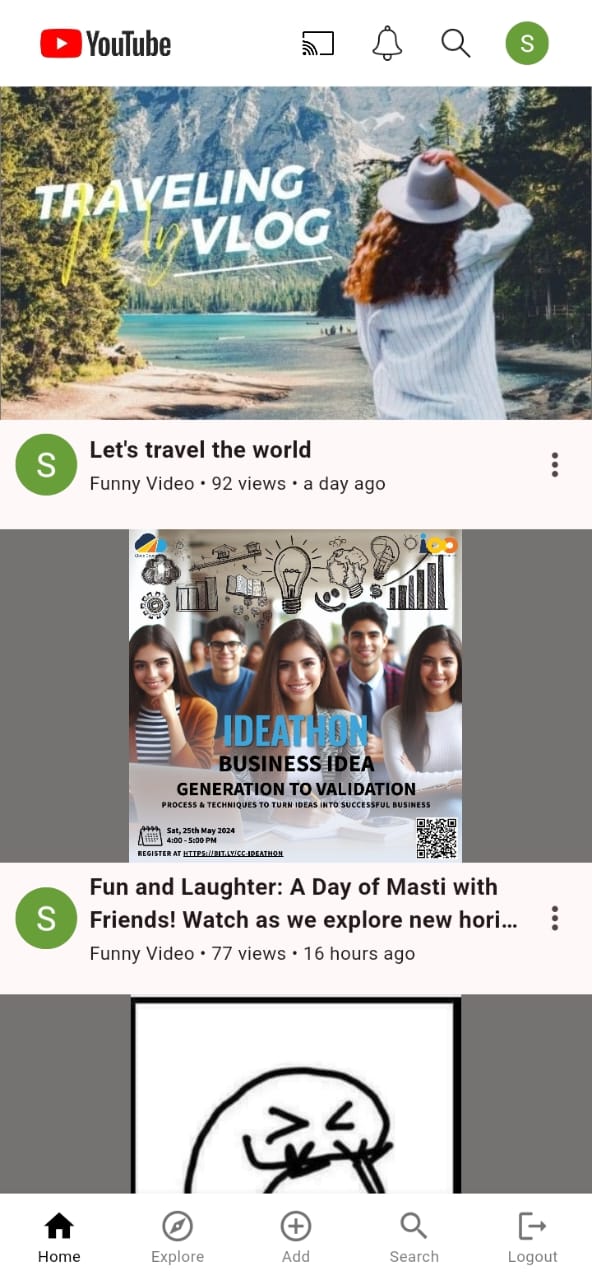 YouTube
S
TRAVELING
My
VLOG
S
Let's travel the world
Funny Video • 92 views • a day ago
$
IDEATHON
BUSINESS IDEA
GENERATION TO VALIDATION
PROCESS & TECHNIQUES TO TURN IDEAS INTO SUCCESSFUL BUSINESS
Sat, 25th May 2024
4:00 - 5:00 PM
REGISTER AT HTTPS://BIT.LY/CC-IDEATHON
S
Fun and Laughter: A Day of Masti with
Friends! Watch as we explore new hori...
Funny Video • 77 views • 16 hours ago
Home
Explore
Add
Search
Logout